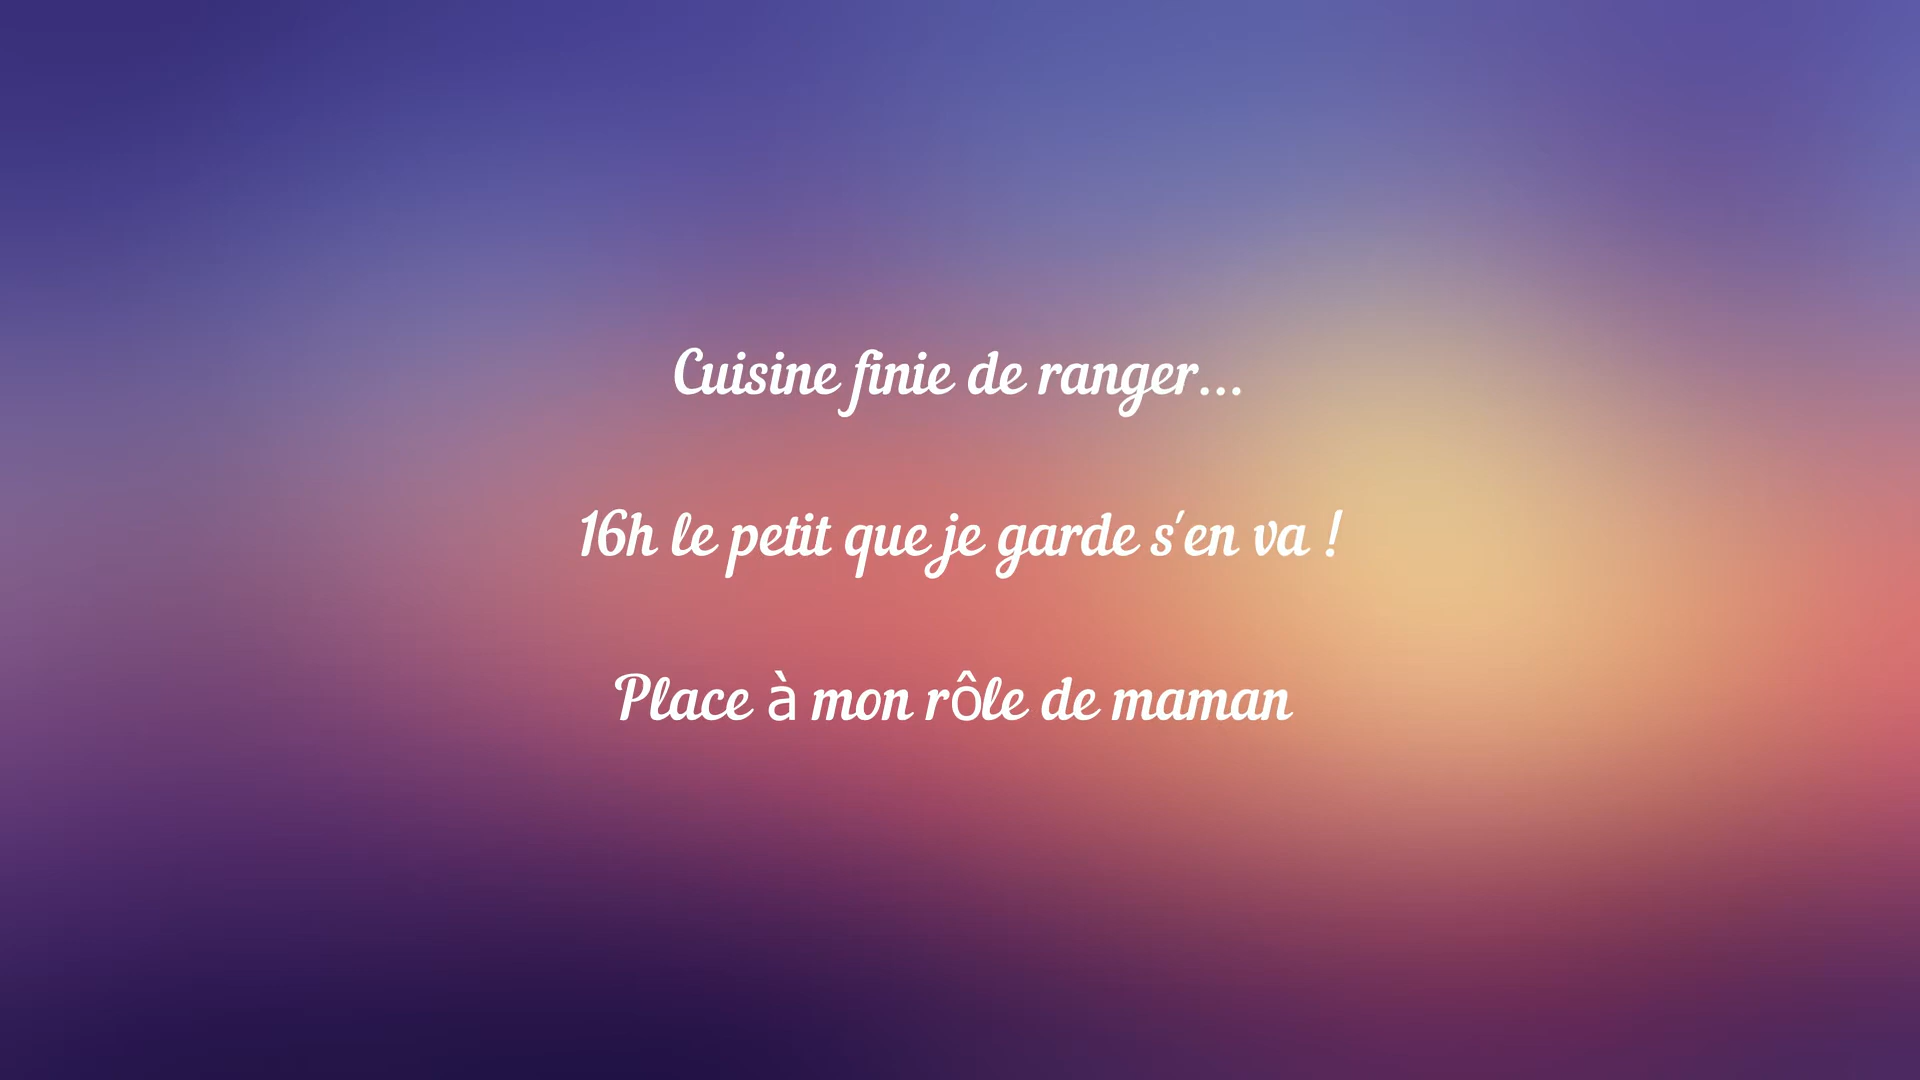 Cuisine finie de ranger...
16h le petit que je garde s'en va !
Place à mon rôle de maman